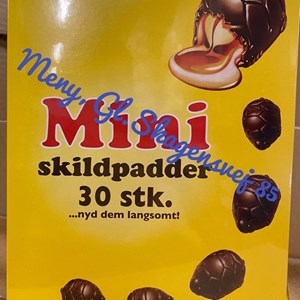 Meny, Gl. Skagensvej 85
Mini
skildpadder
30 stk.
...nyd dem langsomt!